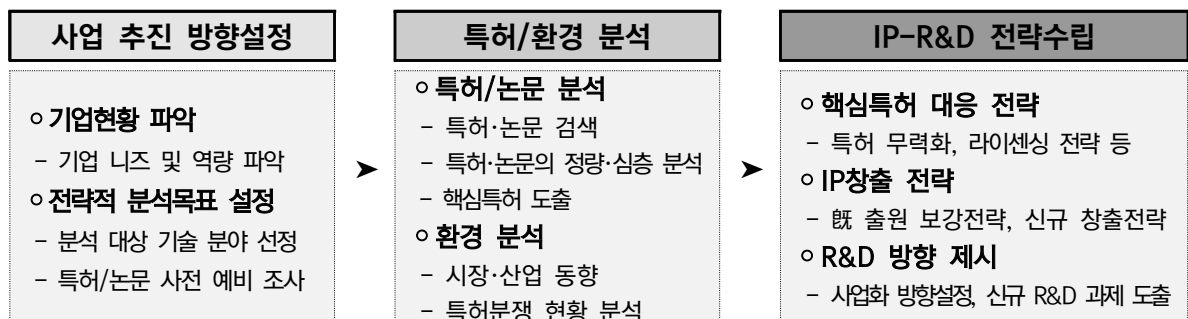 사업 추진 방향설정
○ 기업현황 파악
- 기업 니즈 및 역량 파악
○ 전략적 분석목표 설정
- 분석 대상 기술 분야 선정
- 특허/논문 사전 예비 조사
➤
특허/환경 분석
○ 특허/논문 분석
- 특허·논문 검색
- 특허·논문의 정량·심층 분석
- 핵심특허 도출
○ 환경 분석
- 시장·산업 동향
- 특허분쟁 현황 분석
➤
IP-R&D 전략수립
○ 핵심특허 대응 전략
- 특허 무력화, 라이센싱 전략 등
○ IP창출 전략
- 旣 출원 보강전략, 신규 창출전략
○ R&D 방향 제시
- 사업화 방향설정, 신규 R&D 과제 도출